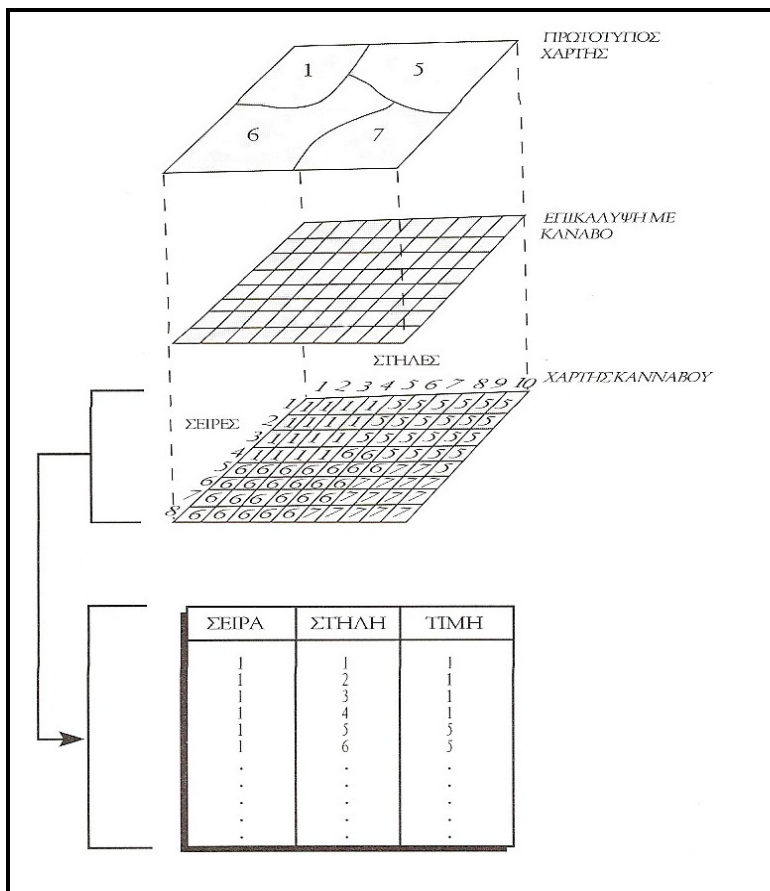 ΠΡΩΤΟΤΥΠΟΣ
ΧΑΡΤΗΣ
1 5
6 7
ΕΠΙΚΑΛΥΨΗ ΜΕ
ΚΑΝΑΒΟ
ΣΤΗΛΕΣ
1 2 3 4 5 6 7 8 9 10
ΧΑΡΤΗΣ ΚΑΝΝΑΒΟΥ
ΣΕΙΡΕΣ
1 1 1 1 1 5 5 5 5 5 5
2 1 1 1 1 5 5 5 5 5 5
3 1 1 1 1 5 5 5 5 5 5
4 1 1 1 1 6 6 5 5 5 5
5 6 6 6 6 6 6 6 7 7 5
6 6 6 6 6 6 6 7 7 7 7
7 6 6 6 6 6 6 7 7 7 7
8 6 6 6 6 6 7 7 7 7 7
ΣΕΙΡΑ ΣΤΗΛΗ ΤΙΜΗ
1 1 1
1 2 1
1 3 1
1 4 1
1 5 5
1 6 5
. . .
. . .
. . .
. . .
. . .